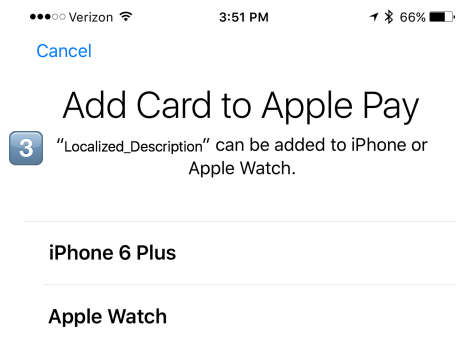 Verizon 3:51 PM 66%
Cancel
Add Card to Apple Pay
3 “Localized_Description” can be added to iPhone or
Apple Watch.
iPhone 6 Plus
Apple Watch